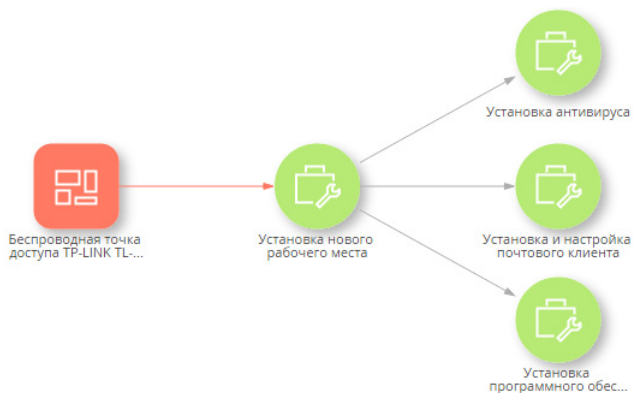 Установка антивируса
Беспроводная точка
доступа TP-LINK TL-...
Установка нового
рабочего места
Установка и настройка
почтового клиента
Установка
программного обес...